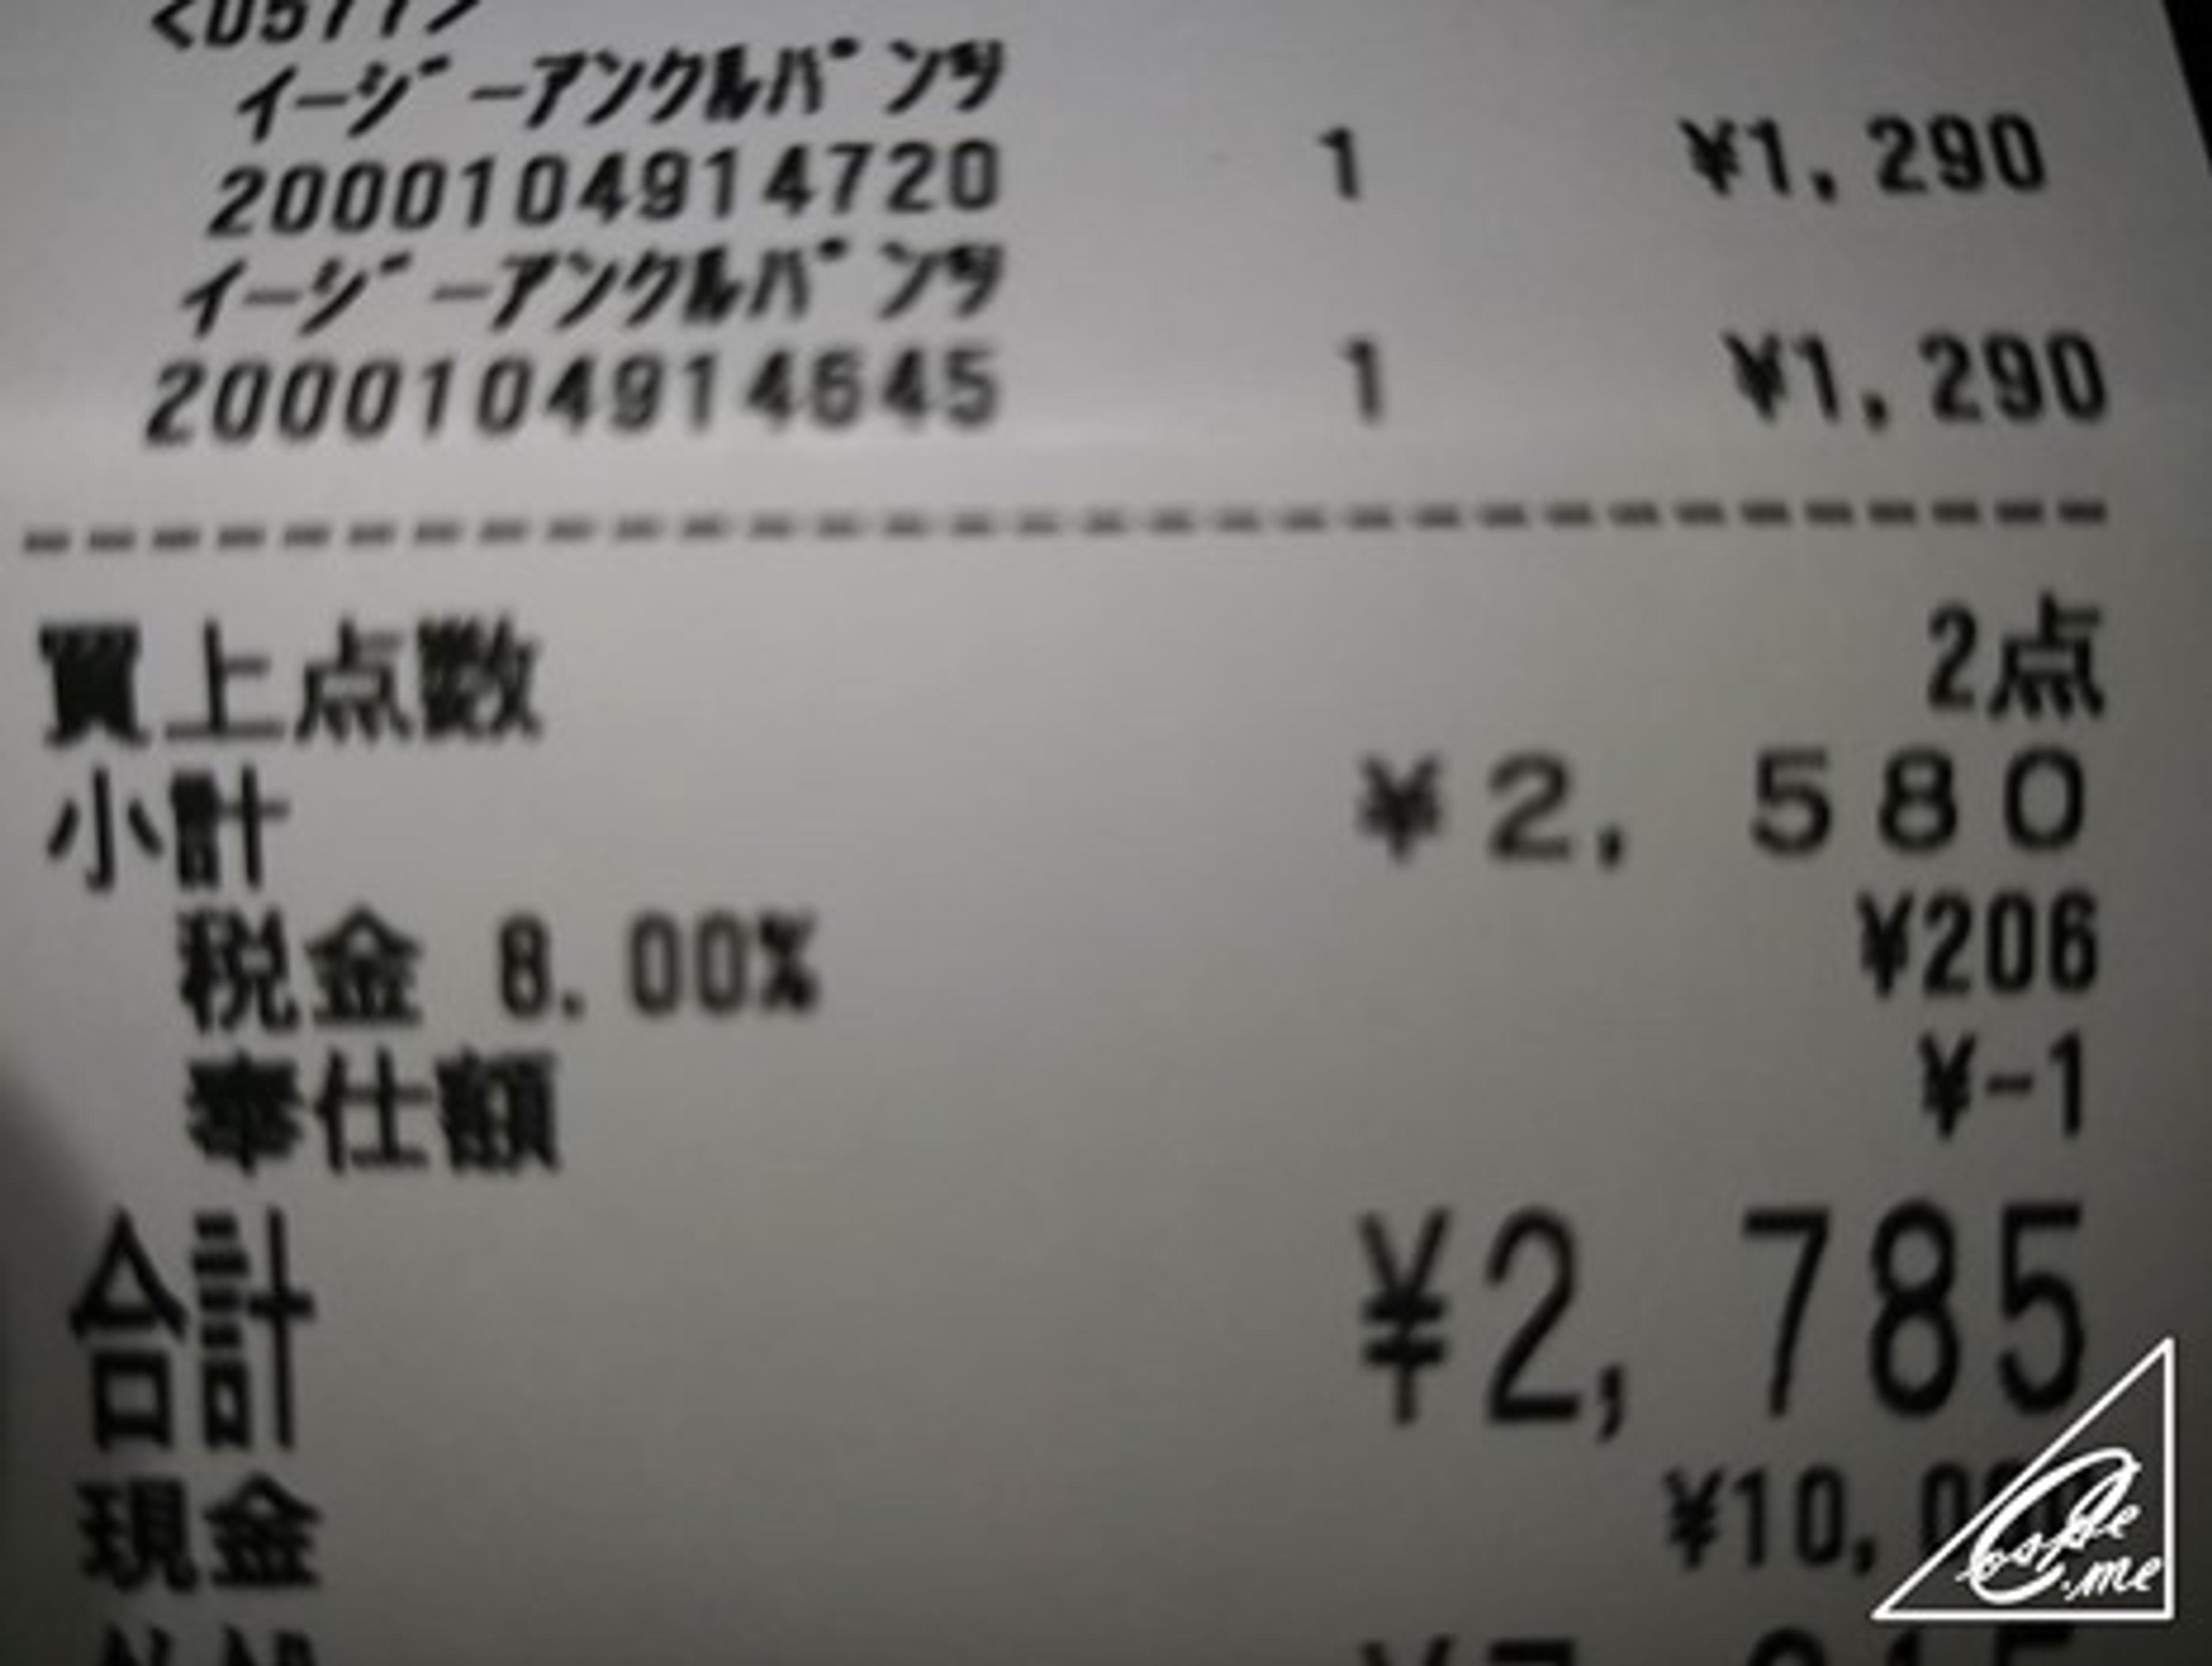 <D577>
イージーアンクルパンツ
2000104914720 1 ¥1,290
イージーアンクルパンツ
2000104914645 1 ¥1,290
買上点数 2点
小計 ¥2,580
税金 8.00% ¥206
奉仕額 ¥-1
合計 ¥2,785
現金